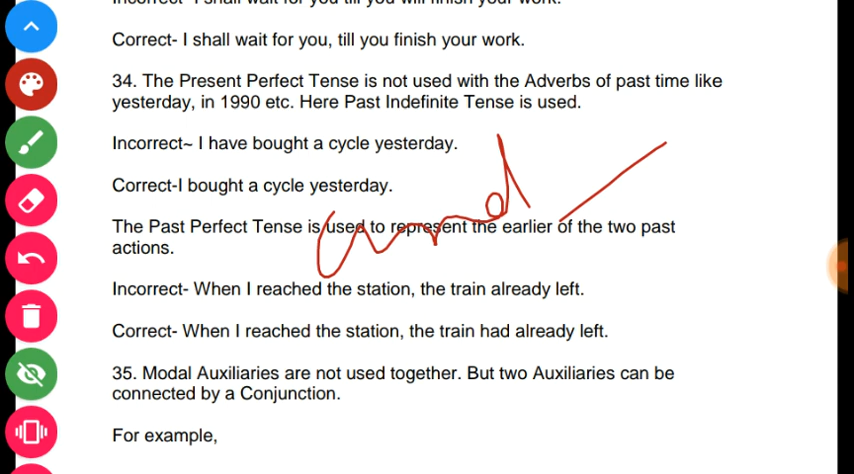 Correct- I shall wait for you, till you finish your work.
34. The Present Perfect Tense is not used with the Adverbs of past time like
yesterday, in 1990 etc. Here Past Indefinite Tense is used.
Incorrect~ I have bought a cycle yesterday.
Correct-I bought a cycle yesterday.
and
The Past Perfect Tense is used to represent the earlier of the two past
actions.
Incorrect- When I reached the station, the train already left.
Correct- When I reached the station, the train had already left.
35. Modal Auxiliaries are not used together. But two Auxiliaries can be
connected by a Conjunction.
For example,